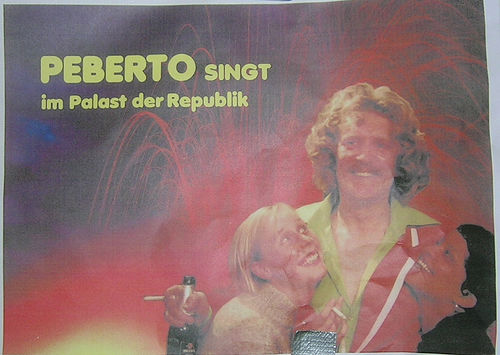 PEBERTO SINGT
im Palast der Republik